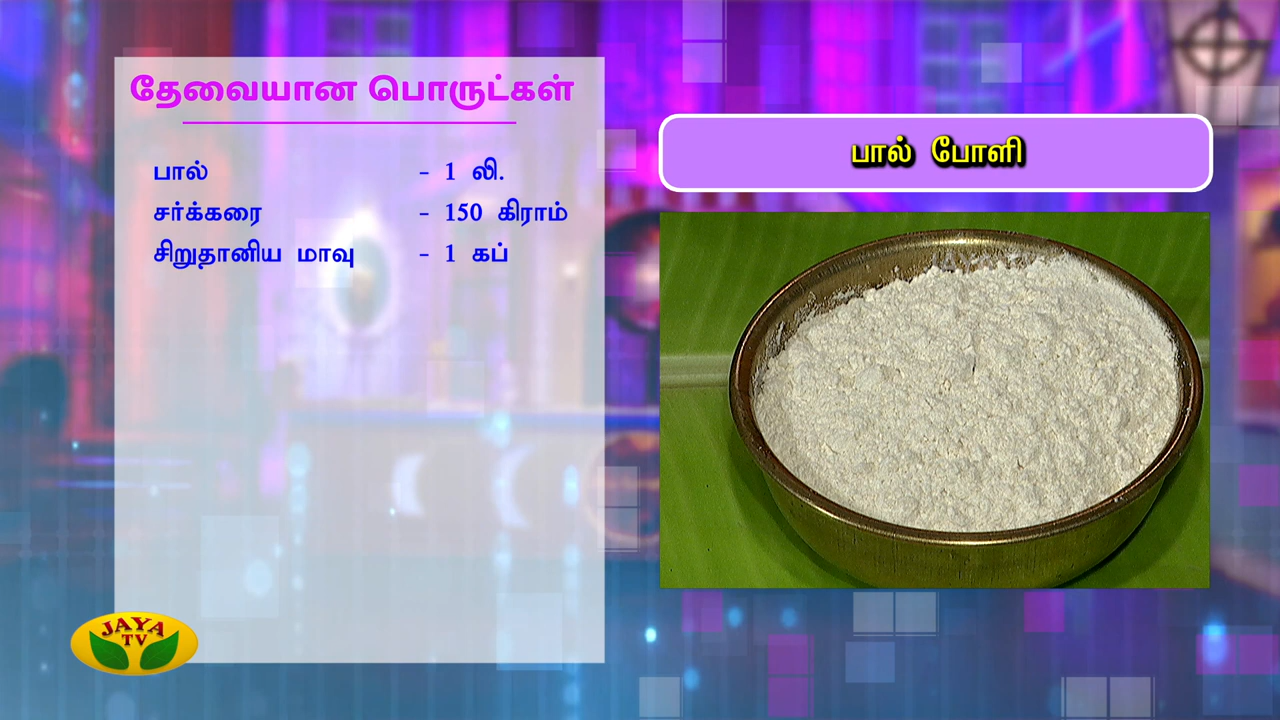 தேவையான பொருட்கள்
பால் - 1 லி.
சர்க்கரை - 150 கிராம்
சிறுதானிய மாவு - 1 கப்
பால் போளி
JAYA
TV